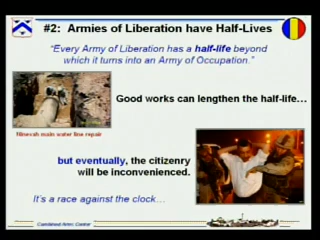 #2: Armies of Liberation have Half-Lives
"Every Army of Liberation has a half-life beyond
which it turns into an Army of Occupation."
Good works can lengthen the half-life…
Ninevah main water line repair
but eventually, the citizenry
will be inconvenienced.
It's a race against the clock…
Combined Arms Center